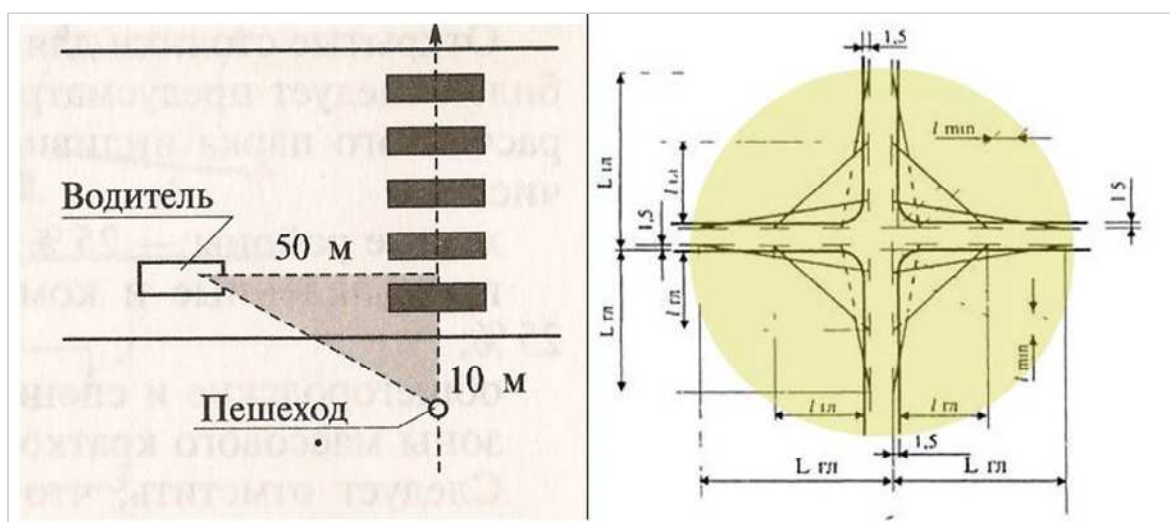 Водитель
50 м
10 м
Пешеход
1,5
l min
L гл
l гл
1,5
1.5
L гл
l гл
l min
l гл
l гл
1,5
L гл
L гл